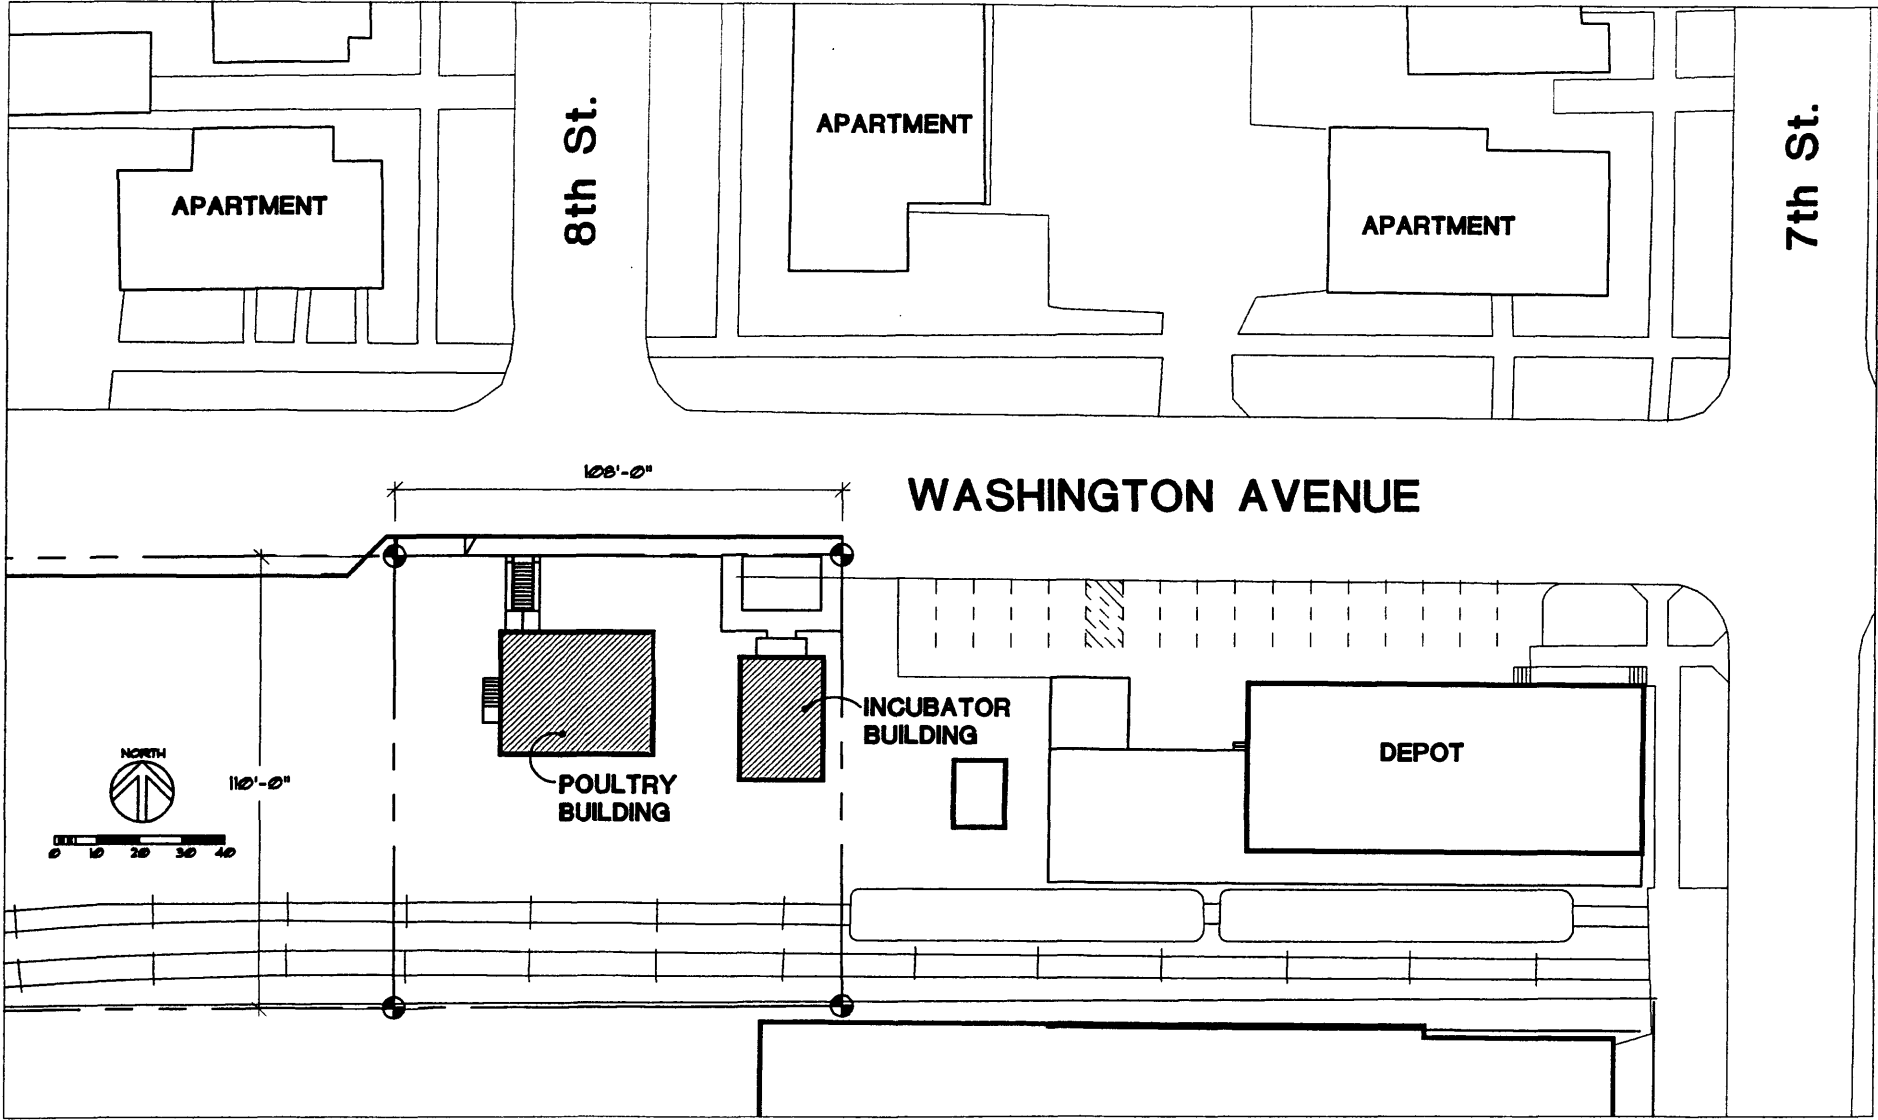 APARTMENT
8th St.
APARTMENT
APARTMENT
7th St.
108'-0"
WASHINGTON AVENUE
INCUBATOR
BUILDING
NORTH
110'-0"
POULTRY
BUILDING
DEPOT
0 10 20 30 40